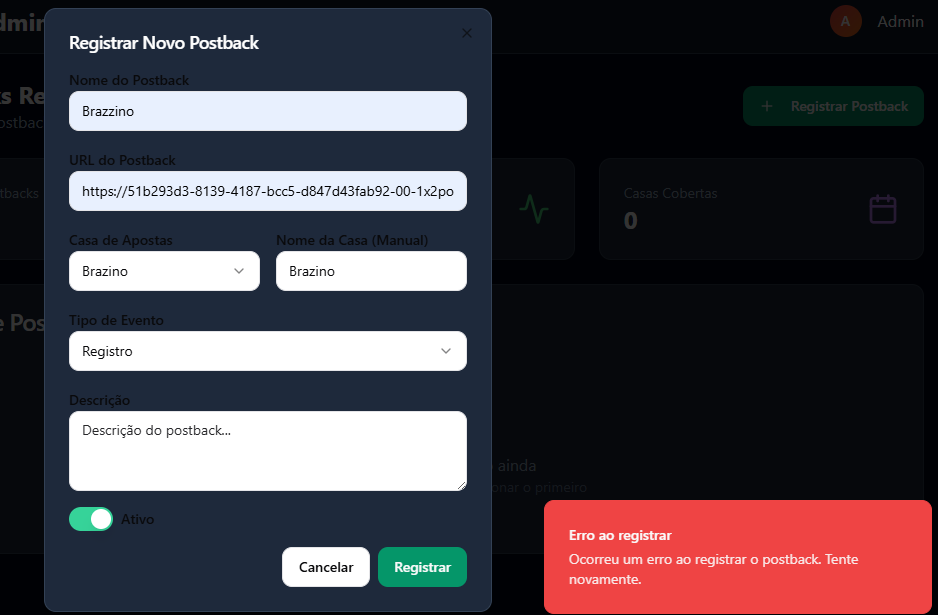 dmin
A
Admin
Registrar Novo Postback
Nome do Postback
Brazzino
s Re
ostbac
+ Registrar Postback
URL do Postback
https://51b293d3-8139-4187-bcc5-d847d43fab92-00-1x2po
tbacks
Casas Cobertas
0
Casa de Apostas
Nome da Casa (Manual)
Brazino
Brazino
Tipo de Evento
e Pos
Registro
Descrição
Descrição do postback...
ainda
onar o primeiro
Ativo
Cancelar
Registrar
Erro ao registrar
Ocorreu um erro ao registrar o postback. Tente
novamente.